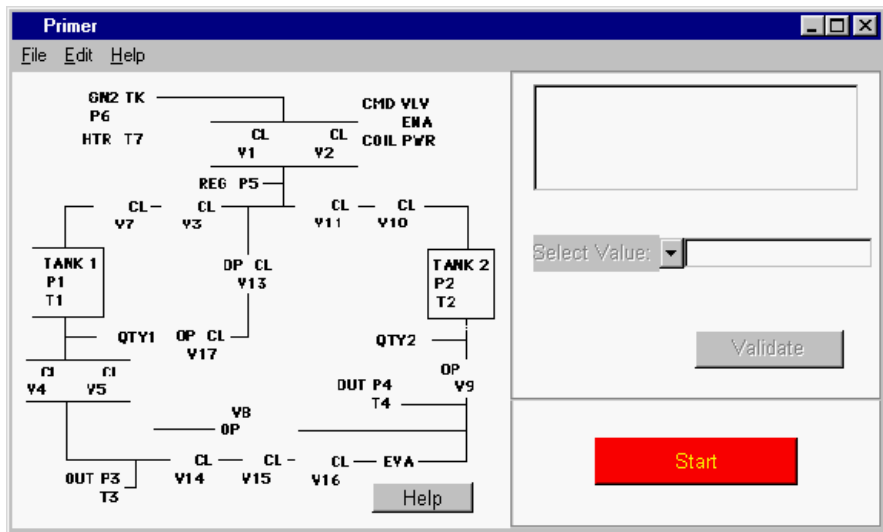 Primer
File Edit Help
GN2 TK
P6
HTR T7
CMD VLV
ENA
COIL PWR
CL CL
V1 V2
REG P5
CL CL CL CL
V7 V3 V11 V10
TANK 1
P1
T1
OP CL
V13
TANK 2
P2
T2
QTY1
OP CL
V17
QTY2
CL CL
V4 V5
OP
V9
OUT P4
T4
V8
OP
CL CL CL EVA
V14 V15 V16
OUT P3
T3
Help
Select Value:
Validate
Start